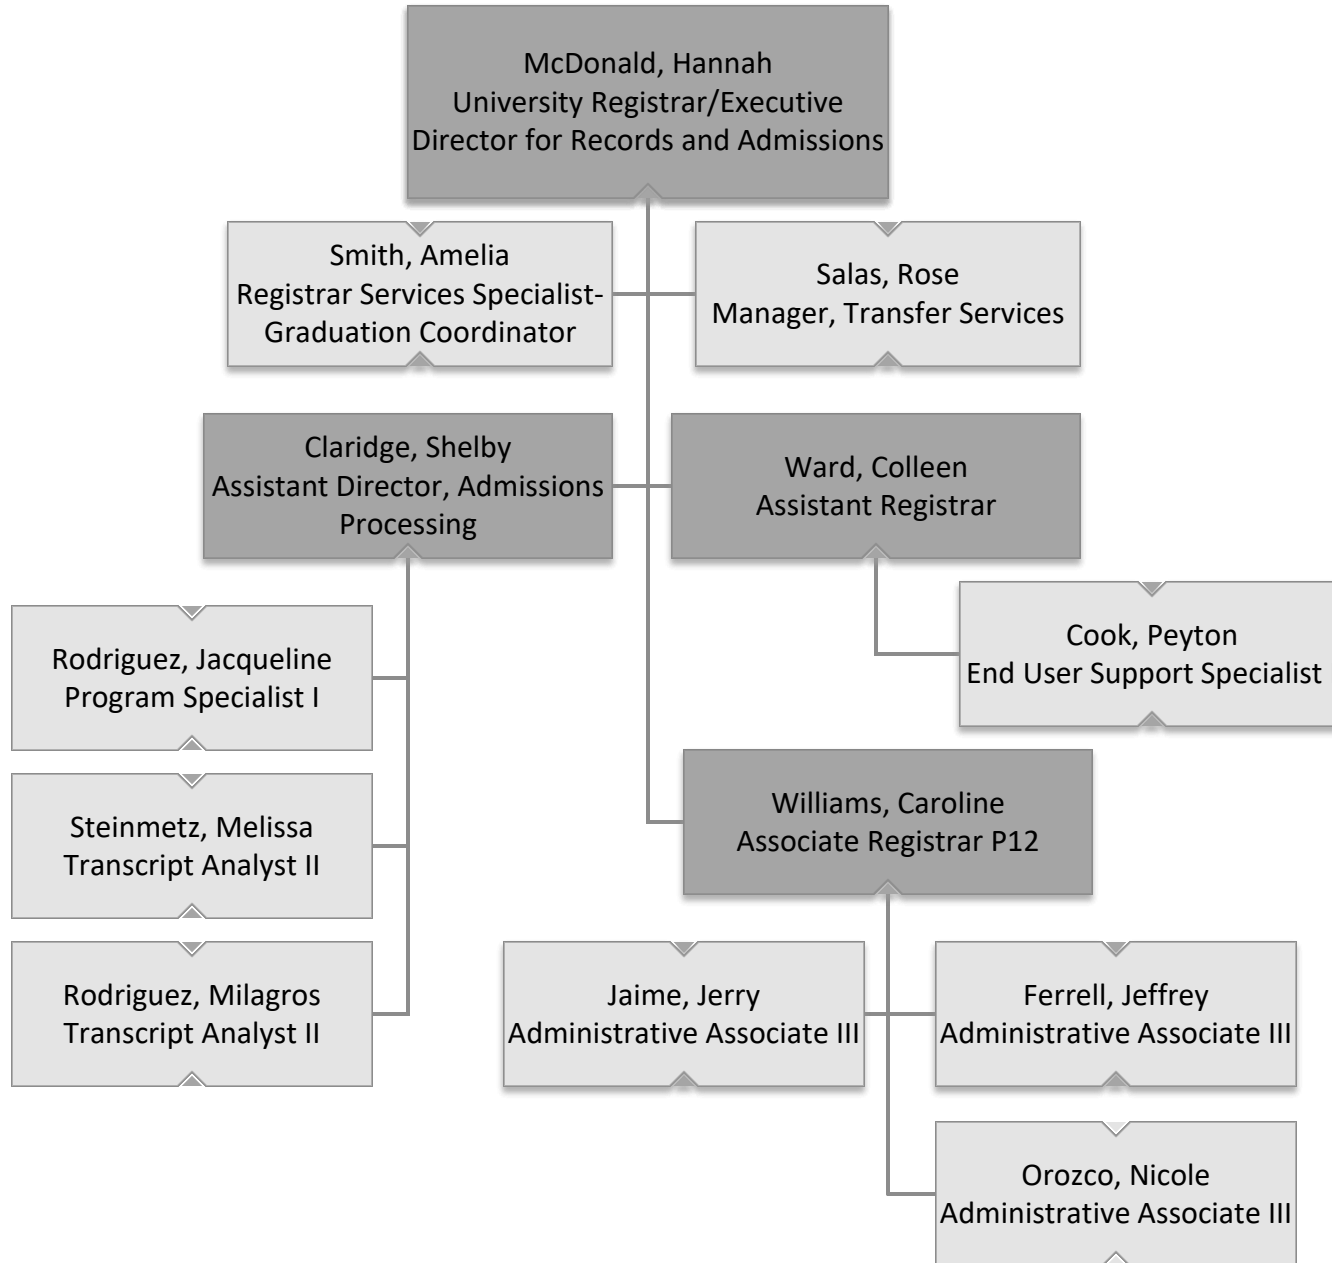 McDonald, Hannah
University Registrar/Executive
Director for Records and Admissions
Smith, Amelia
Registrar Services Specialist-
Graduation Coordinator
Salas, Rose
Manager, Transfer Services
Claridge, Shelby
Assistant Director, Admissions
Processing
Ward, Colleen
Assistant Registrar
Cook, Peyton
End User Support Specialist
Rodriguez, Jacqueline
Program Specialist I
Steinmetz, Melissa
Transcript Analyst II
Rodriguez, Milagros
Transcript Analyst II
Williams, Caroline
Associate Registrar P12
Jaime, Jerry
Administrative Associate III
Ferrell, Jeffrey
Administrative Associate III
Orozco, Nicole
Administrative Associate III